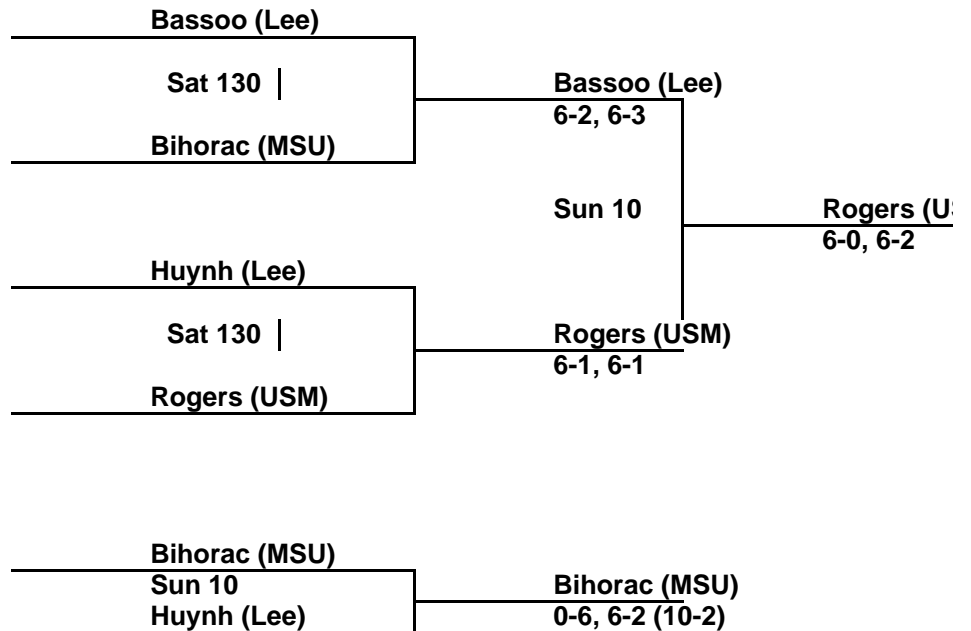 Bassoo (Lee)
Sat 130
Bihorac (MSU)
Bassoo (Lee)
6-2, 6-3
Sun 10
Rogers (US
6-0, 6-2
Huynh (Lee)
Sat 130
Rogers (USM)
Rogers (USM)
6-1, 6-1
Bihorac (MSU)
Sun 10
Huynh (Lee)
Bihorac (MSU)
0-6, 6-2 (10-2)